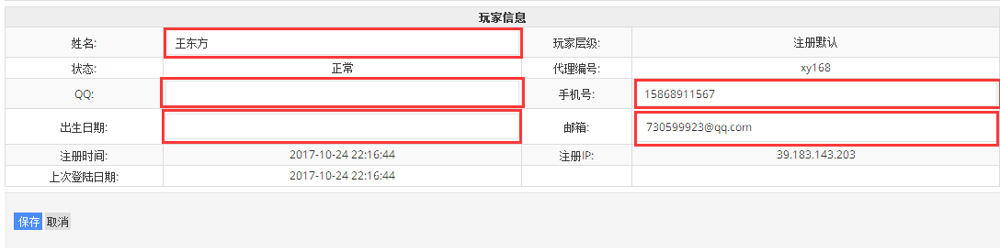 玩家信息
姓名: 王东方 玩家层级: 注册默认
状态: 正常 代理编号: xy168
QQ: 手机号: 15868911567
出生日期: 邮箱: 730599923@qq.com
注册时间: 2017-10-24 22:16:44 注册IP: 39.183.143.203
上次登陆日期: 2017-10-24 22:16:44
保存 取消